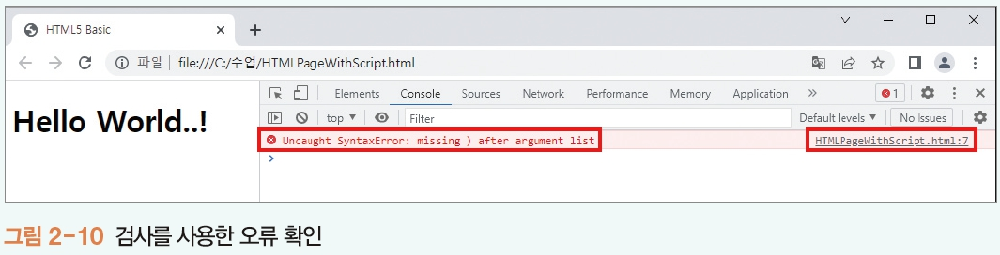 HTML5 Basic
파일 | file:///C:/수업/HTMLPageWithScript.html
Elements Console Sources Network Performance Memory Application » 1
top ▼ Filter Default levels ▼ No Issues
Hello World..!
Uncaught SyntaxError: missing ) after argument list HTMLPageWithScript.html:7
>
그림 2-10 검사를 사용한 오류 확인